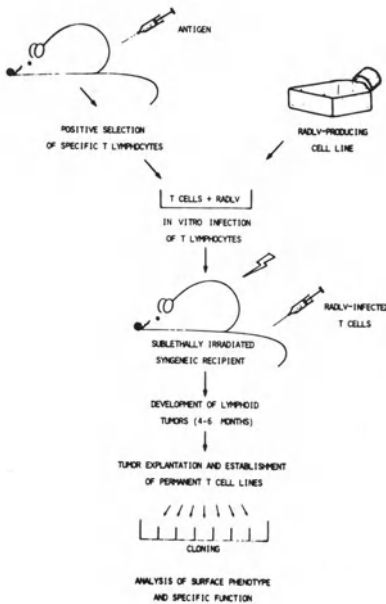 ANTIGEN
POSITIVE SELECTION
OF SPECIFIC T LYMPHOCYTES
RADLV-PRODUCING
CELL LINE
T CELLS + RADLV
IN VITRO INFECTION
OF T LYMPHOCYTES
RADLV-INFECTED
T CELLS
SUBLETHALLY IRRADIATED
SYNGENEIC RECIPIENT
DEVELOPMENT OF LYMPHOID
TUMORS (4-6 MONTHS)
TUMOR EXPLANTATION AND ESTABLISHMENT
OF PERMANENT T CELL LINES
CLONING
ANALYSIS OF SURFACE PHENOTYPE
AND SPECIFIC FUNCTION